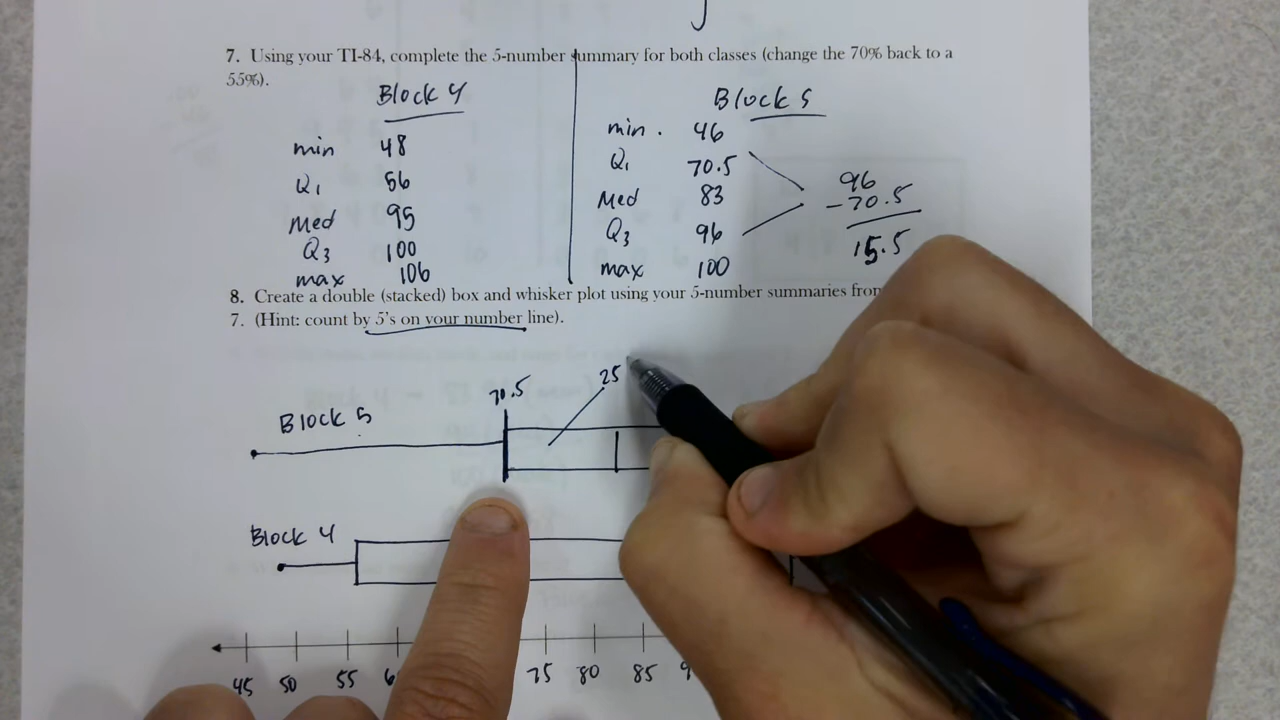 7. Using your TI-84, complete the 5-number summary for both classes (change the 70% back to a
55%).
Block 4
min 48
Q1 56
Med 95
Q3 100
max 106
Block 5
min. 46
Q1 70.5
Med 83
Q3 96
max 100
96
-70.5
15.5
8. Create a double (stacked) box and whisker plot using your 5-number summaries from
7. (Hint: count by 5's on your number line).
70.5
25
Block 5
Block 4
45 50 55 6 75 80 85 9